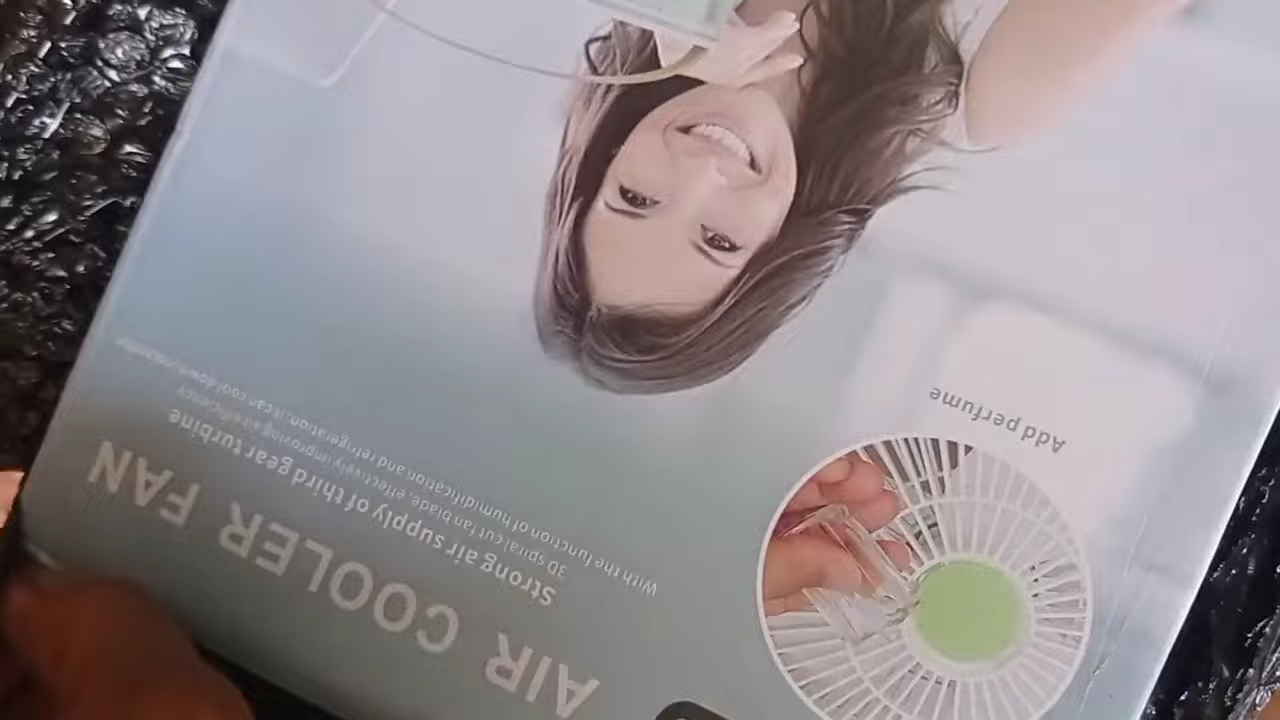 AIR COOLER FAN
Strong air supply of third gear turbine
3D spiral cut fan blade, effectively improving air efficiency
With the function of humidification and refrigeration, it can cool down
Add perfume